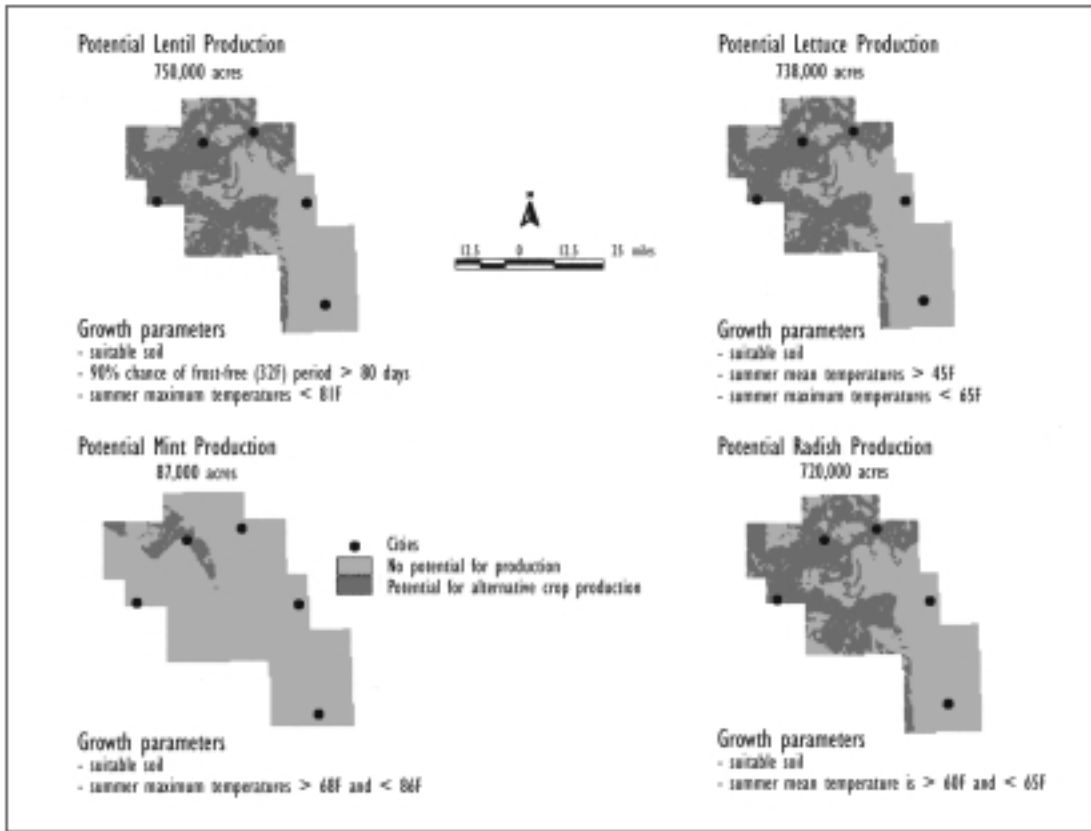 Potential Lentil Production
750,000 acres
Potential Lettuce Production
738,000 acres
12.5 0 12.5 25 miles
Growth parameters
- suitable soil
- 90% chance of frost-free (32F) period > 80 days
- summer maximum temperatures < 81F
Growth parameters
- suitable soil
- summer mean temperatures > 45F
- summer maximum temperatures < 65F
Potential Mint Production
87,000 acres
Potential Radish Production
720,000 acres
Cities
No potential for production
Potential for alternative crop production
Growth parameters
- suitable soil
- summer maximum temperatures > 68F and < 86F
Growth parameters
- suitable soil
- summer mean temperature is > 60F and < 65F